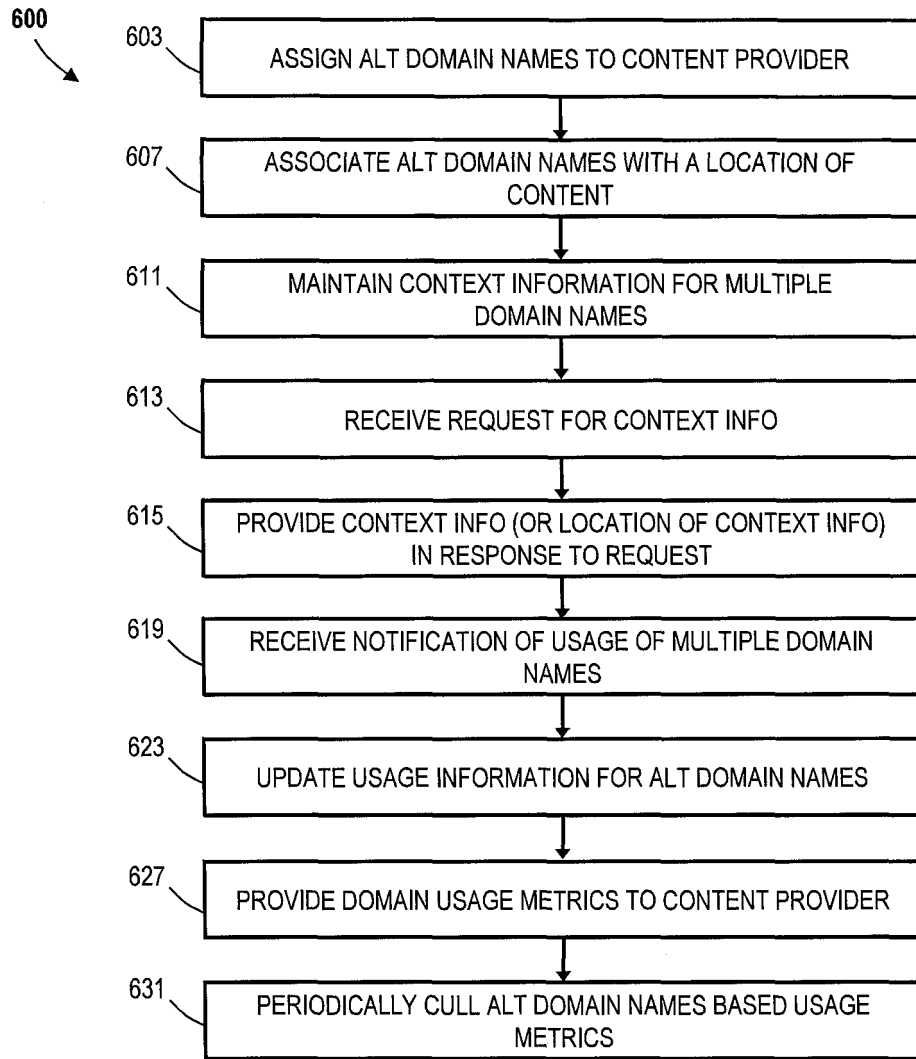 600
603
ASSIGN ALT DOMAIN NAMES TO CONTENT PROVIDER
607
ASSOCIATE ALT DOMAIN NAMES WITH A LOCATION OF
CONTENT
611
MAINTAIN CONTEXT INFORMATION FOR MULTIPLE
DOMAIN NAMES
613
RECEIVE REQUEST FOR CONTEXT INFO
615
PROVIDE CONTEXT INFO (OR LOCATION OF CONTEXT INFO)
IN RESPONSE TO REQUEST
619
RECEIVE NOTIFICATION OF USAGE OF MULTIPLE DOMAIN
NAMES
623
UPDATE USAGE INFORMATION FOR ALT DOMAIN NAMES
627
PROVIDE DOMAIN USAGE METRICS TO CONTENT PROVIDER
631
PERIODICALLY CULL ALT DOMAIN NAMES BASED USAGE
METRICS